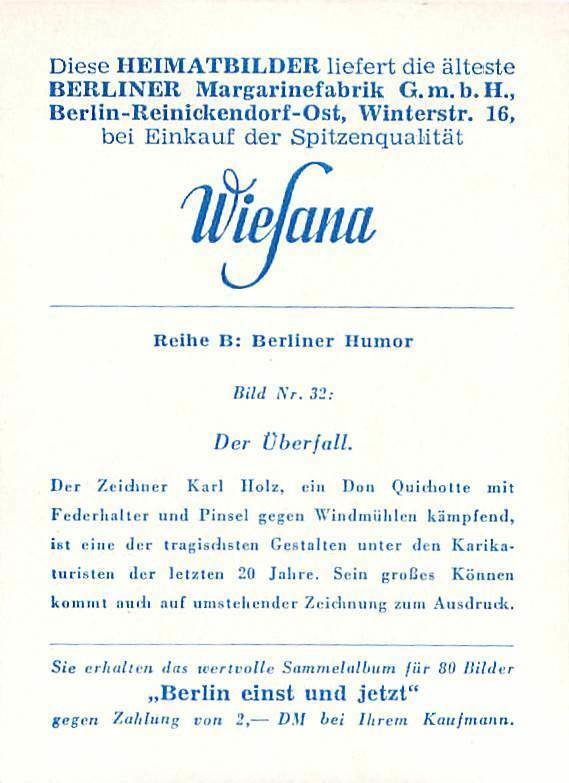 Diese HEIMATBILDER liefert die älteste
BERLINER Margarinefabrik G.m.b.H.,
Berlin-Reinickendorf-Ost, Winterstr. 16,
bei Einkauf der Spitzenqualität
Wiesana
Reihe B: Berliner Humor
Bild Nr. 32:
Der Überfall.
Der Zeichner Karl Holz, ein Don Quichotte mit
Federhalter und Pinsel gegen Windmühlen kämpfend,
ist eine der tragischsten Gestalten unter den Karika-
turisten der letzten 20 Jahre. Sein großes Können
kommt auch auf umstehender Zeichnung zum Ausdruck.
Sie erhalten das wertvolle Sammelalbum für 80 Bilder
„Berlin einst und jetzt“
gegen Zahlung von 2,— DM bei Ihrem Kaufmann.